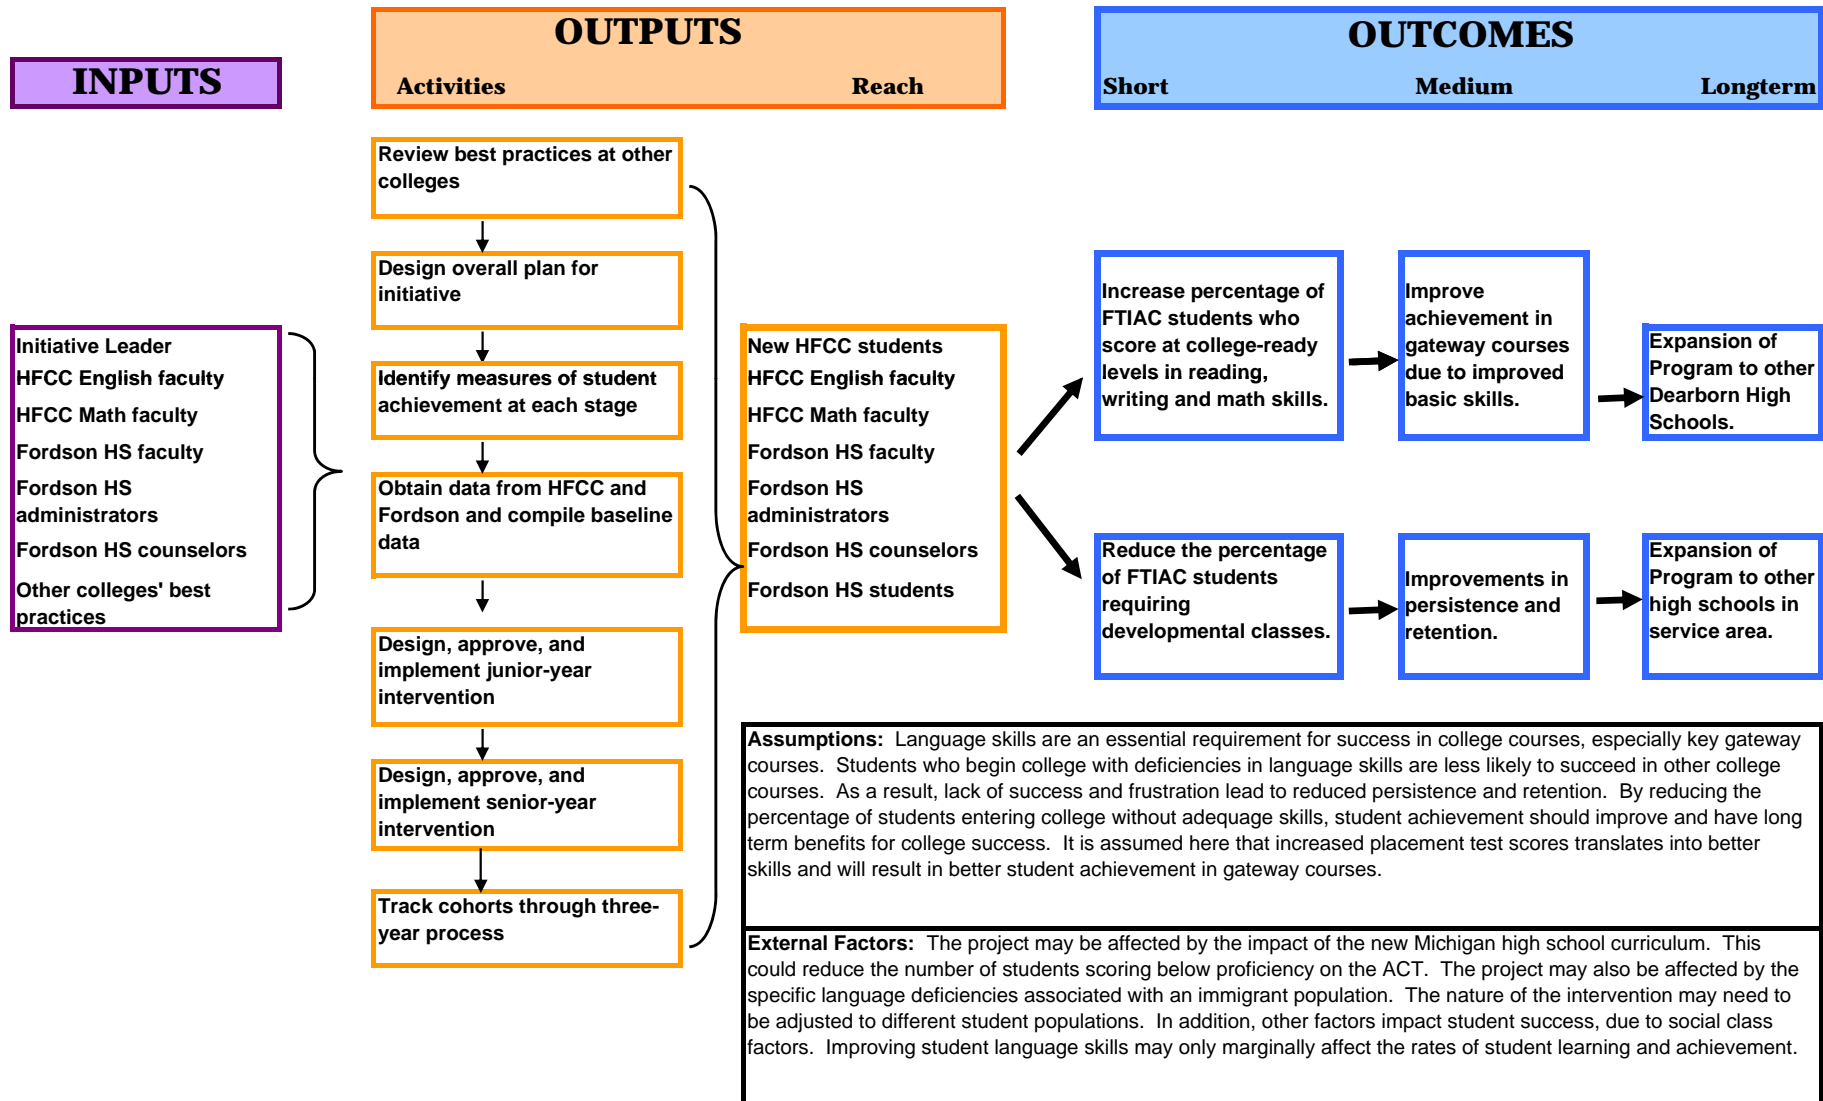 INPUTS
OUTPUTS
Activities
Reach
OUTCOMES
Short
Medium
Longterm
Initiative Leader
HFCC English faculty
HFCC Math faculty
Fordson HS faculty
Fordson HS
administrators
Fordson HS counselors
Other colleges' best
practices
Review best practices at other
colleges
Design overall plan for
initiative
Identify measures of student
achievement at each stage
Obtain data from HFCC and
Fordson and compile baseline
data
Design, approve, and
implement junior-year
intervention
Design, approve, and
implement senior-year
intervention
Track cohorts through three-
year process
New HFCC students
HFCC English faculty
HFCC Math faculty
Fordson HS faculty
Fordson HS
administrators
Fordson HS counselors
Fordson HS students
Increase percentage of
FTIAC students who
score at college-ready
levels in reading,
writing and math skills.
Improve
achievement in
gateway courses
due to improved
basic skills.
Expansion of
Program to other
Dearborn High
Schools.
Reduce the percentage
of FTIAC students
requiring
developmental classes.
Improvements in
persistence and
retention.
Expansion of
Program to other
high schools in
service area.
Assumptions: Language skills are an essential requirement for success in college courses, especially key gateway
courses. Students who begin college with deficiencies in language skills are less likely to succeed in other college
courses. As a result, lack of success and frustration lead to reduced persistence and retention. By reducing the
percentage of students entering college without adequage skills, student achievement should improve and have long
term benefits for college success. It is assumed here that increased placement test scores translates into better
skills and will result in better student achievement in gateway courses.
External Factors: The project may be affected by the impact of the new Michigan high school curriculum. This
could reduce the number of students scoring below proficiency on the ACT. The project may also be affected by the
specific language deficiencies associated with an immigrant population. The nature of the intervention may need to
be adjusted to different student populations. In addition, other factors impact student success, due to social class
factors. Improving student language skills may only marginally affect the rates of student learning and achievement.